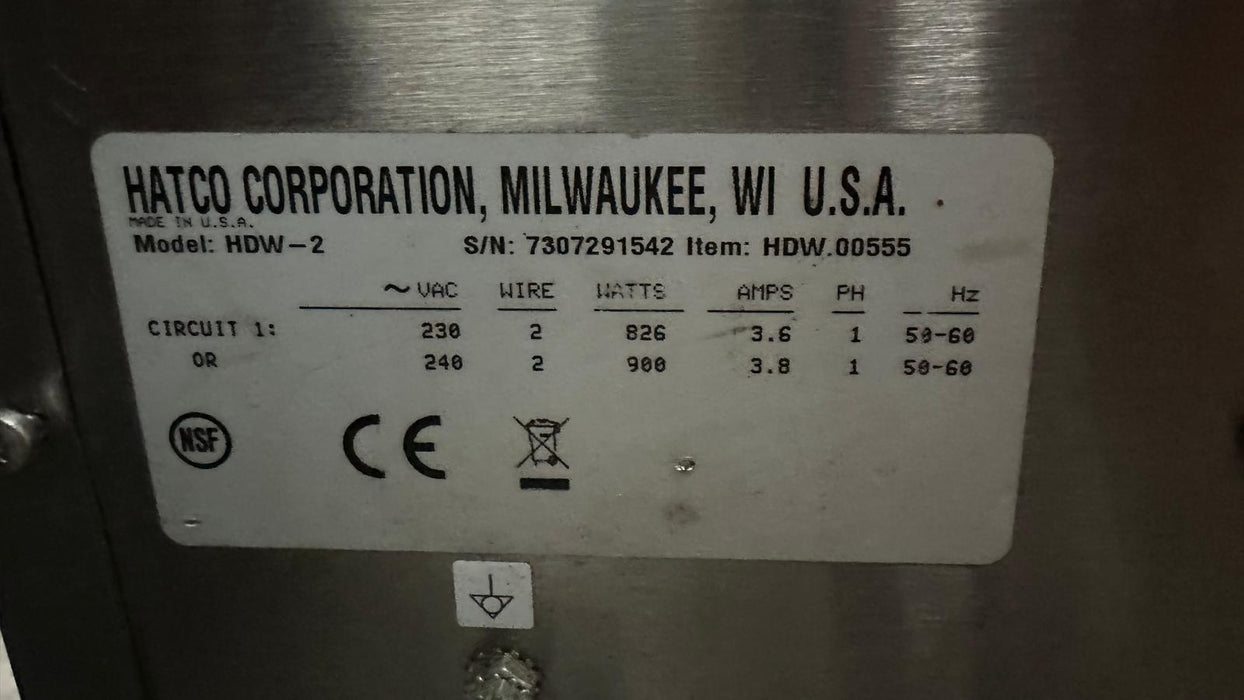 HATCO CORPORATION, MILWAUKEE, WI U.S.A.
MADE IN U.S.A.
Model: HDW-2 S/N: 7307291542 Item: HDW.00555
~VAC WIRE WATTS AMPS PH Hz
CIRCUIT 1: 230 2 826 3.6 1 50-60
OR 240 2 900 3.8 1 50-60
NSF CE